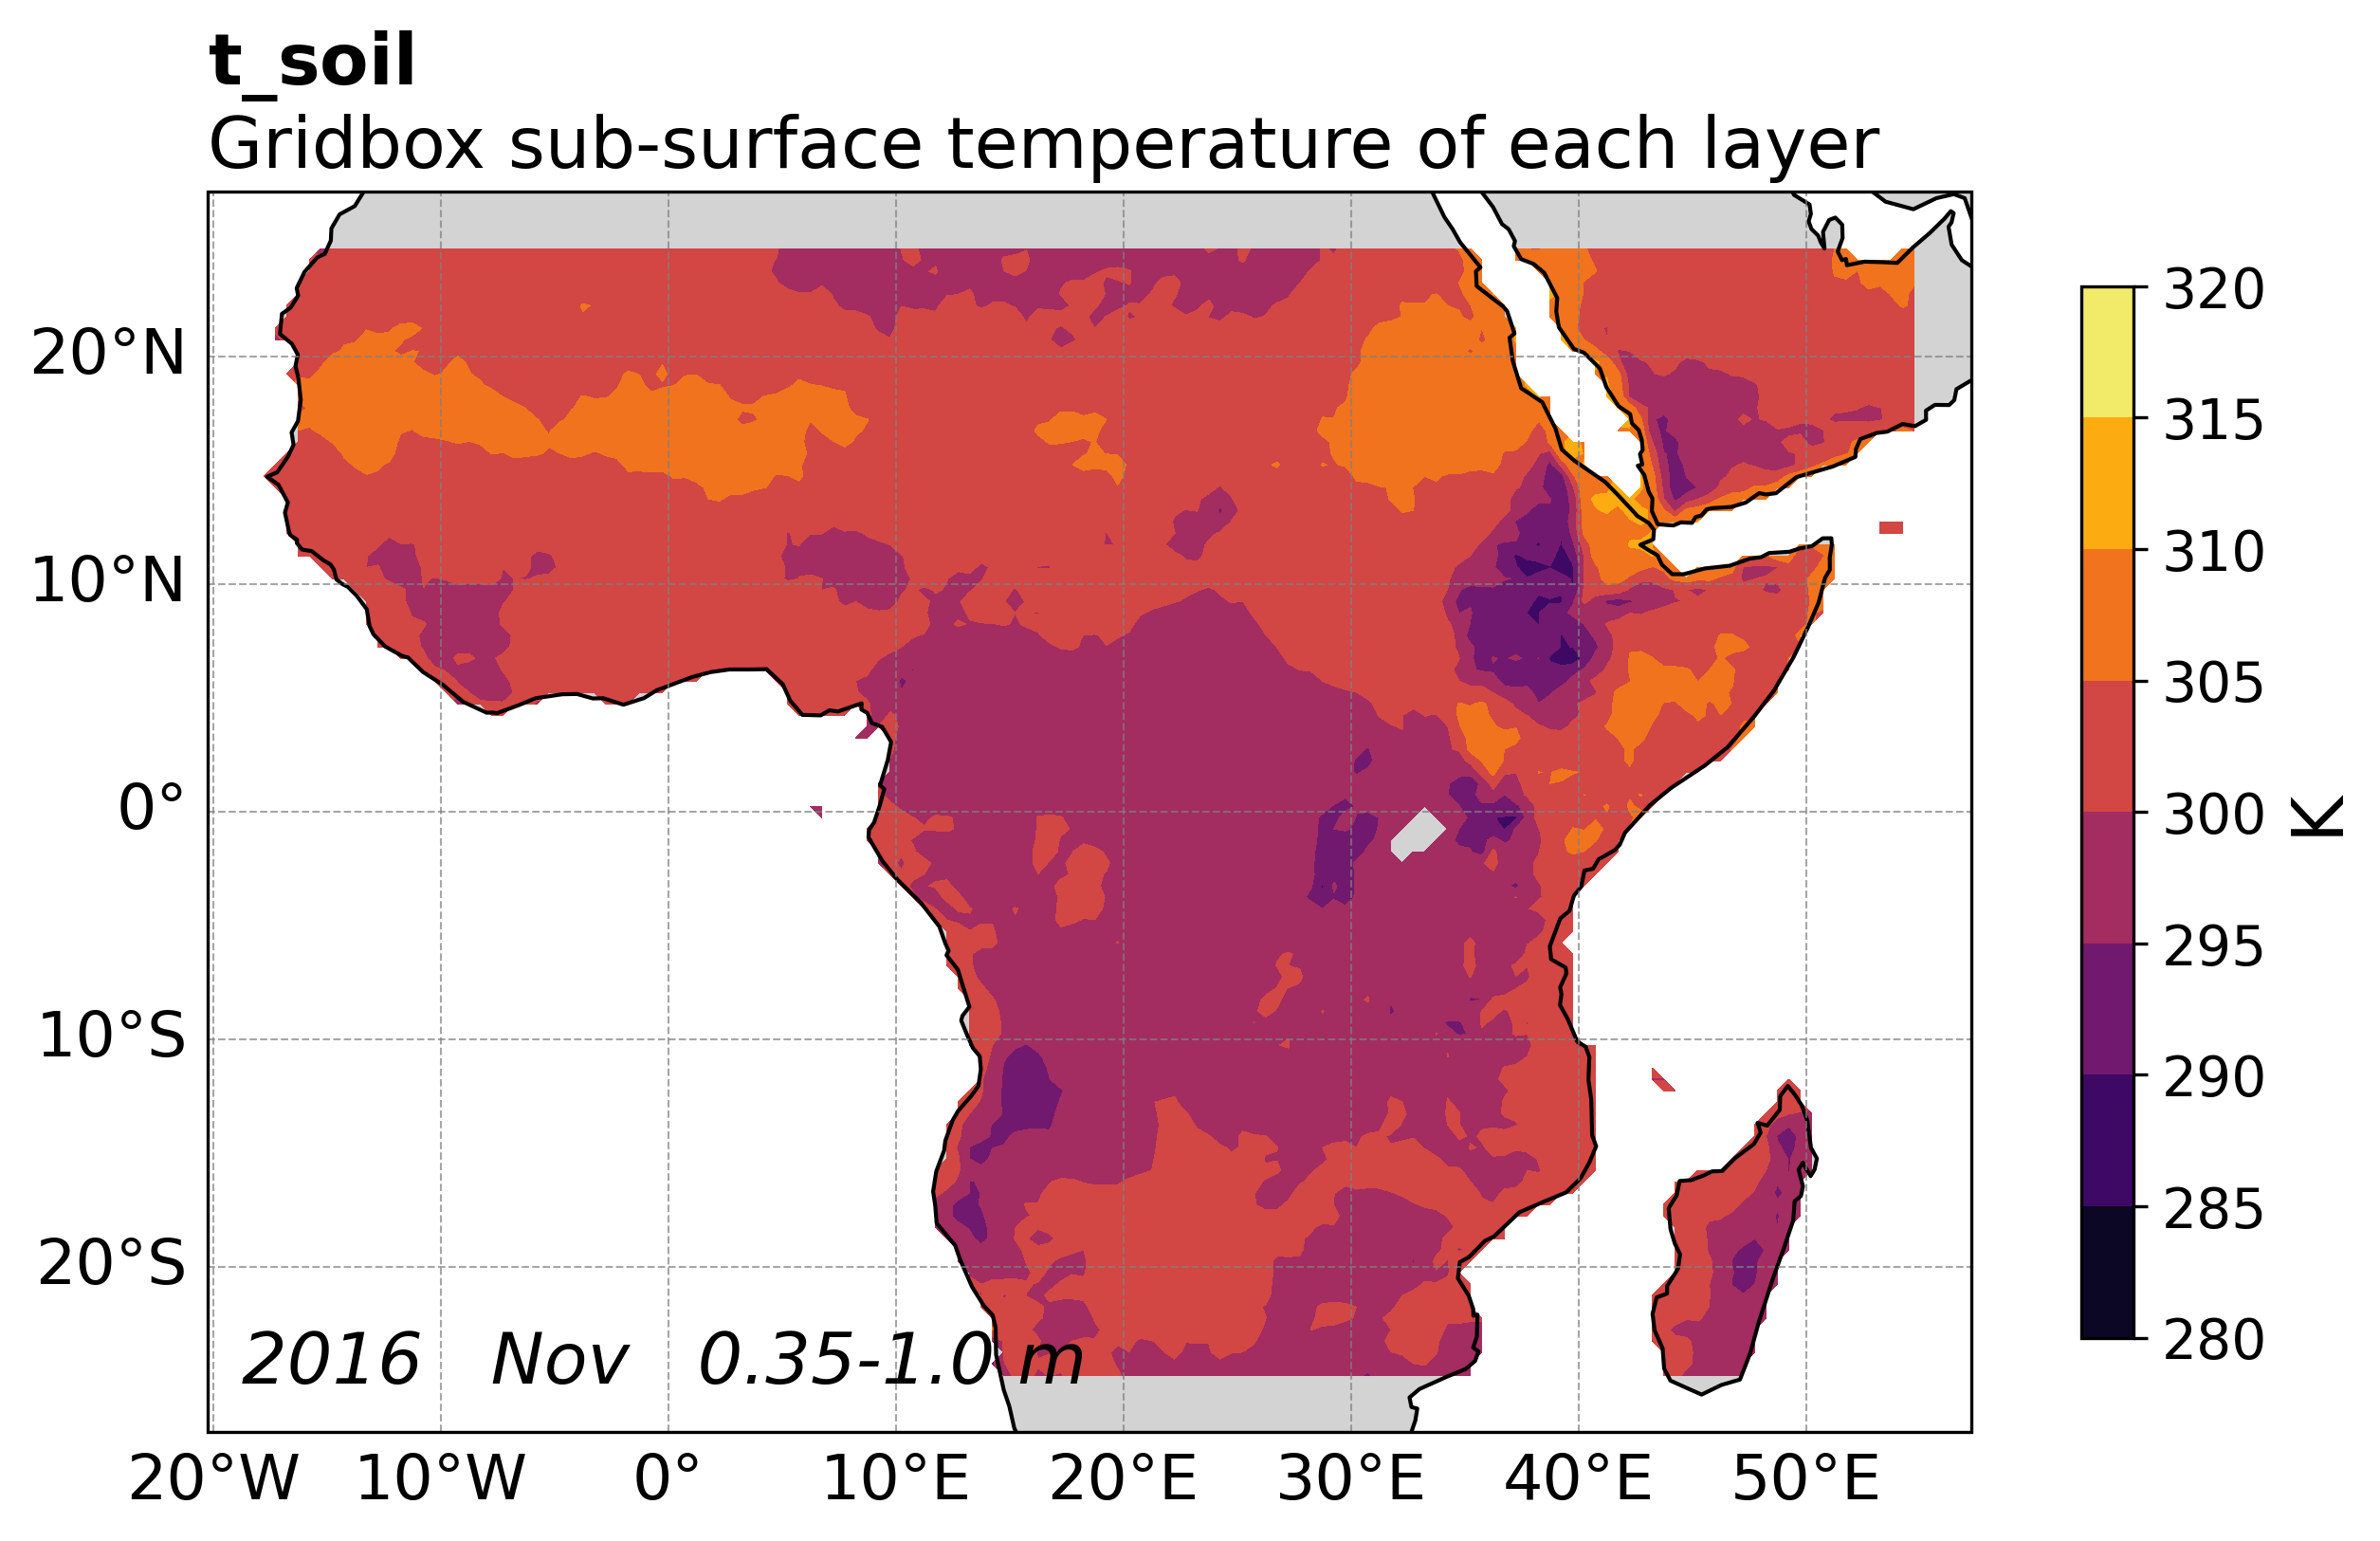 t_soil
Gridbox sub-surface temperature of each layer
20°N
10°N
0°
10°S
20°S
2016 Nov 0.35-1.0 m
20°W 10°W 0° 10°E 20°E 30°E 40°E 50°E
320
315
310
305
300
295
290
285
280
K